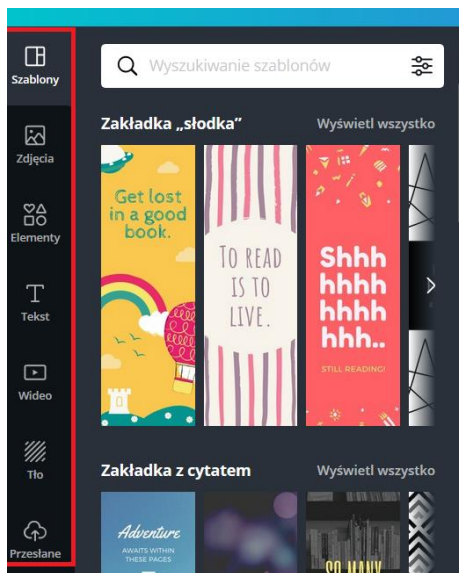 Szablony
Zdjęcia
Elementy
Tekst
Wideo
Tło
Przesłane
Wyszukiwanie szablonów
Zakładka „słodka”
Wyświetl wszystko
Get lost
in a good
book.
TO READ
IS TO
LIVE.
Shhh
hhhh
hhhh
hhh..
STILL READING!
Zakładka z cytatem
Wyświetl wszystko
Adventure
AWAITS WITHIN
THESE PAGES
SO MANY